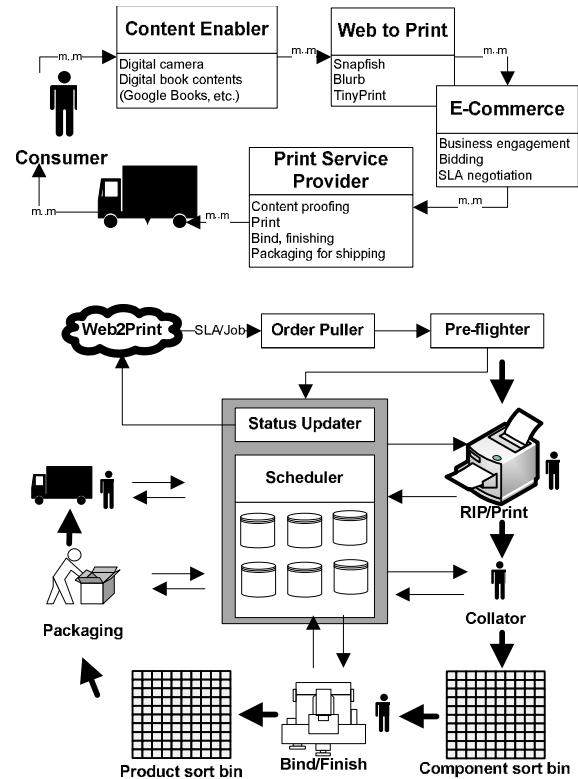 Content Enabler
Digital camera
Digital book contents
(Google Books, etc.)
m..m
m..m
Web to Print
Snapfish
Blurb
TinyPrint
m..m
E-Commerce
Business engagement
Bidding
SLA negotiation
Consumer
Print Service
Provider
Content proofing
Print
Bind, finishing
Packaging for shipping
m..m
m..m
m..m
Web2Print
SLA/Job
Order Puller
Pre-flighter
Status Updater
Scheduler
RIP/Print
Packaging
Collator
Product sort bin
Bind/Finish
Component sort bin